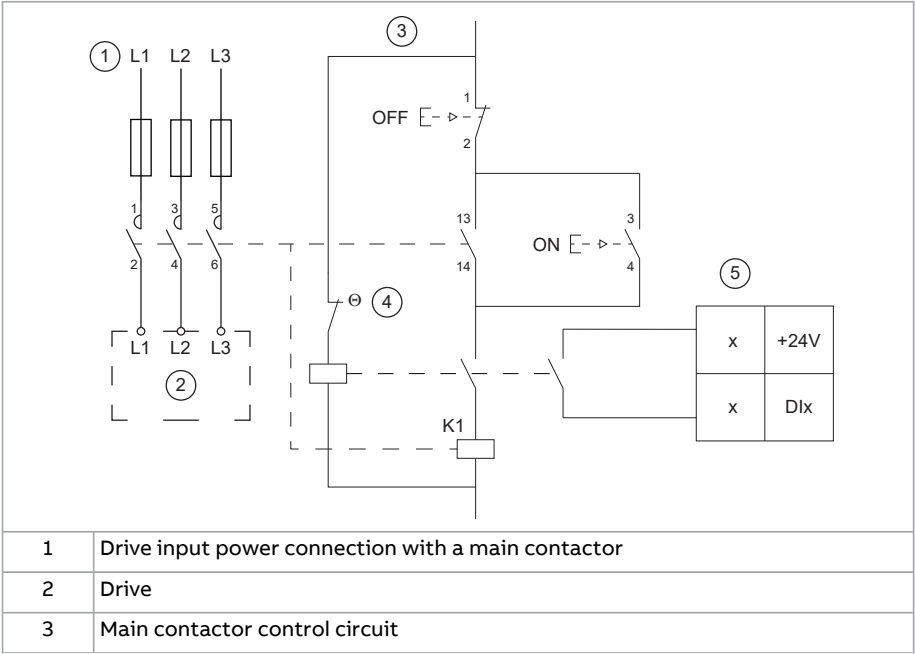 3
1 L1 L2 L3
1
OFF
2
1 3 5
13
3
ON
2 4 6
14
4
5
Θ 4
L1 L2 L3
x +24V
2
x DIx
K1
1 Drive input power connection with a main contactor
2 Drive
3 Main contactor control circuit